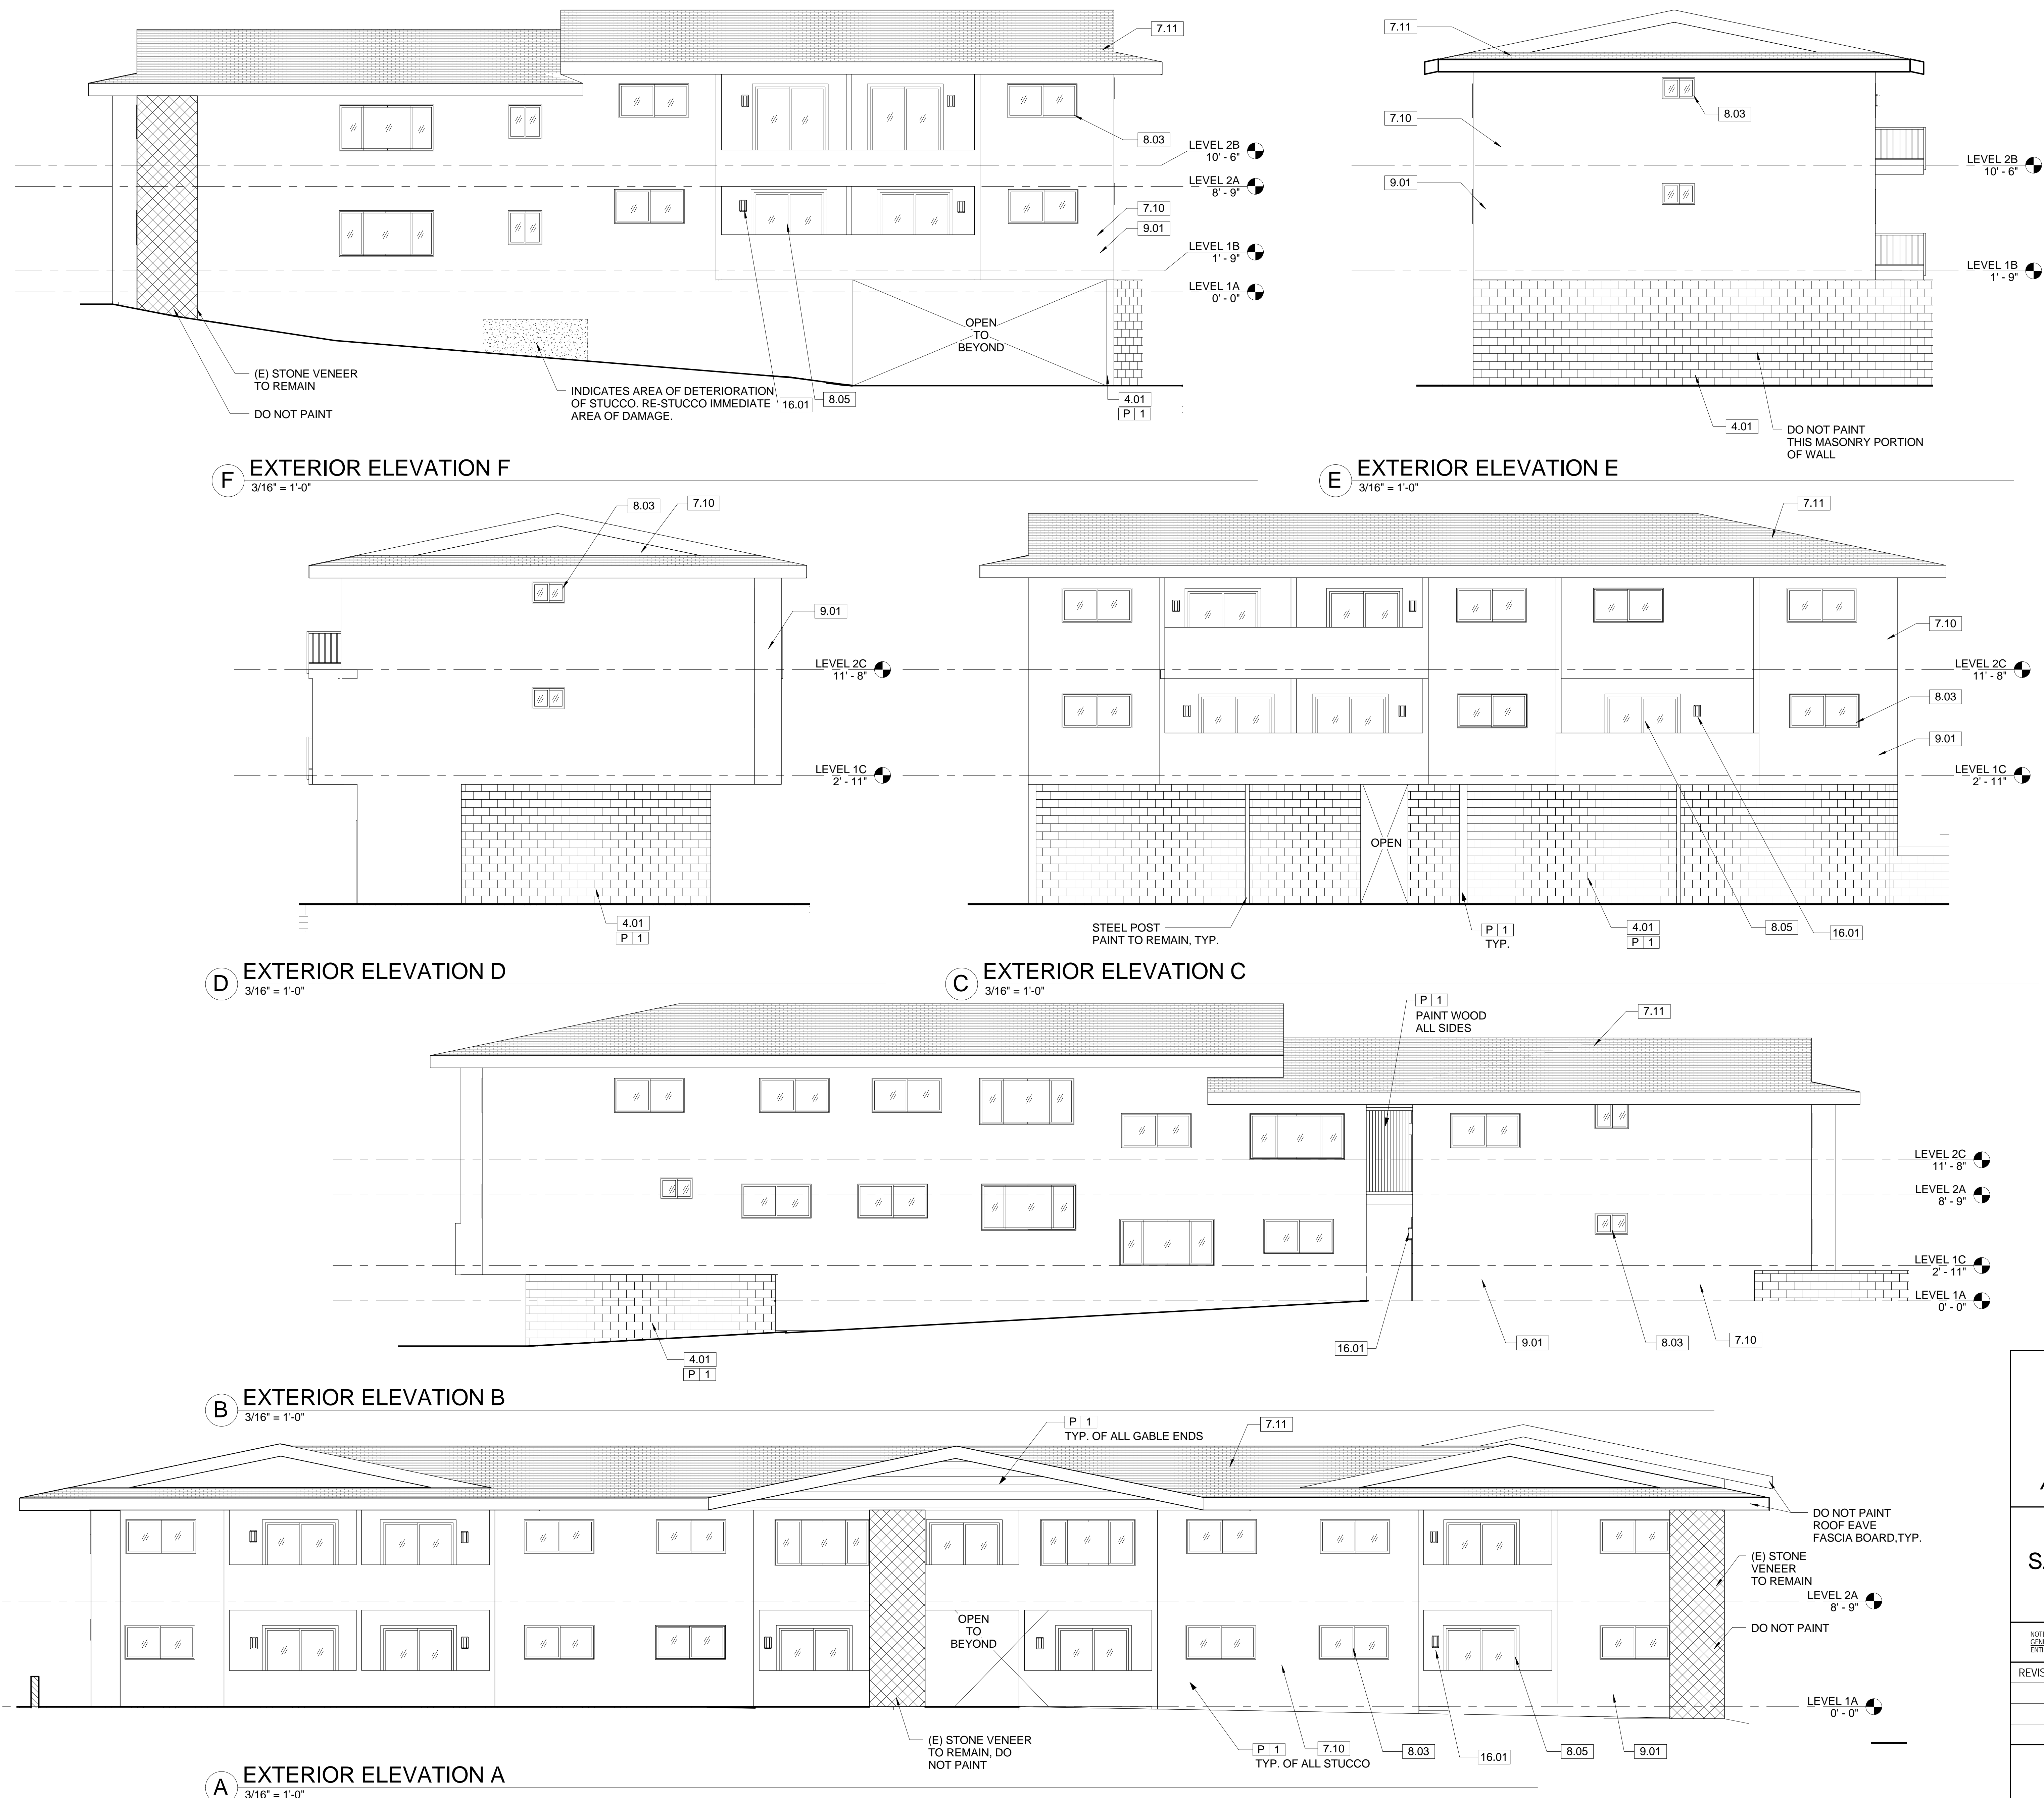 7.11
8.03
LEVEL 2B
10' - 6"
LEVEL 2A
8' - 9"
7.10
9.01
LEVEL 1B
1' - 9"
LEVEL 1A
0' - 0"
OPEN
TO
BEYOND
(E) STONE VENEER
TO REMAIN
DO NOT PAINT
INDICATES AREA OF DETERIORATION
OF STUCCO. RE-STUCCO IMMEDIATE
AREA OF DAMAGE.
16.01
8.05
4.01
P 1
F
EXTERIOR ELEVATION F
3/16" = 1'-0"
7.11
8.03
7.10
LEVEL 2B
10' - 6"
9.01
LEVEL 1B
1' - 9"
4.01
DO NOT PAINT
THIS MASONRY PORTION
OF WALL
E
EXTERIOR ELEVATION E
3/16" = 1'-0"
8.03
7.10
9.01
LEVEL 2C
11' - 8"
LEVEL 1C
2' - 11"
4.01
P 1
D
EXTERIOR ELEVATION D
3/16" = 1'-0"
7.11
7.10
LEVEL 2C
11' - 8"
8.03
9.01
LEVEL 1C
2' - 11"
OPEN
STEEL POST
PAINT TO REMAIN, TYP.
P 1
TYP.
4.01
P 1
8.05
16.01
C
EXTERIOR ELEVATION C
3/16" = 1'-0"
P 1
PAINT WOOD
ALL SIDES
7.11
LEVEL 2C
11' - 8"
LEVEL 2A
8' - 9"
LEVEL 1C
2' - 11"
LEVEL 1A
0' - 0"
4.01
P 1
16.01
9.01
8.03
7.10
B
EXTERIOR ELEVATION B
3/16" = 1'-0"
P 1
TYP. OF ALL GABLE ENDS
7.11
DO NOT PAINT
ROOF EAVE
FASCIA BOARD,TYP.
(E) STONE
VENEER
TO REMAIN
LEVEL 2A
8' - 9"
DO NOT PAINT
OPEN
TO
BEYOND
LEVEL 1A
0' - 0"
(E) STONE VENEER
TO REMAIN, DO
NOT PAINT
P 1
TYP. OF ALL STUCCO
7.10
8.03
16.01
8.05
9.01
A
EXTERIOR ELEVATION A
3/16" = 1'-0"